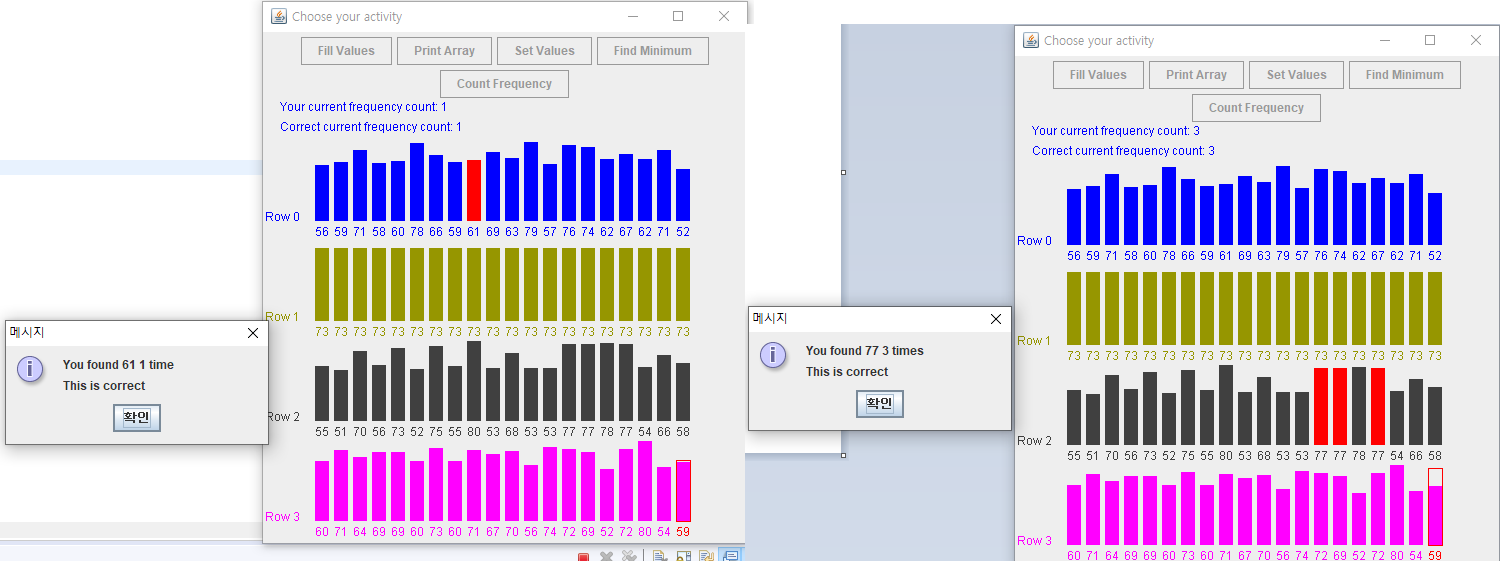 Choose your activity
Fill Values Print Array Set Values Find Minimum
Count Frequency
Your current frequency count: 1
Correct current frequency count: 1
Row 0
56 59 71 58 60 78 66 59 61 69 63 79 57 76 74 62 67 62 71 52
Row 1
73 73 73 73 73 73 73 73 73 73 73 73 73 73 73 73 73 73 73 73
Row 2
55 51 70 56 73 52 75 55 80 53 68 53 53 77 77 78 77 54 66 58
Row 3
60 71 64 69 69 60 73 60 71 67 70 56 74 72 69 52 72 80 54 59
메시지
You found 61 1 time
This is correct
확인
Choose your activity
Fill Values Print Array Set Values Find Minimum
Count Frequency
Your current frequency count: 3
Correct current frequency count: 3
Row 0
56 59 71 58 60 78 66 59 61 69 63 79 57 76 74 62 67 62 71 52
Row 1
73 73 73 73 73 73 73 73 73 73 73 73 73 73 73 73 73 73 73 73
Row 2
55 51 70 56 73 52 75 55 80 53 68 53 53 77 77 78 77 54 66 58
Row 3
60 71 64 69 69 60 73 60 71 67 70 56 74 72 69 52 72 80 54 59
메시지
You found 77 3 times
This is correct
확인